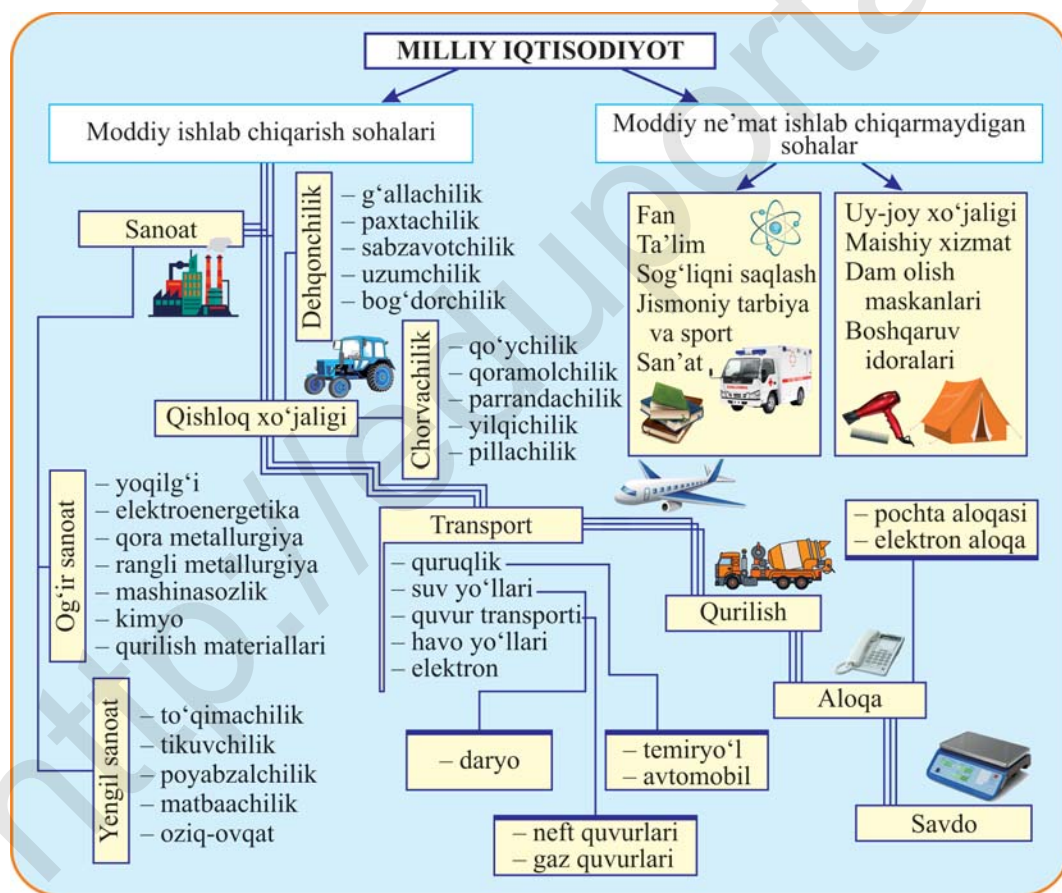 MILLIY IQTISODIYOT
Moddiy ishlab chiqarish sohalari
Moddiy ne’mat ishlab chiqarmaydigan
sohalar
Sanoat
Dehqonchilik
– g‘allachilik
– paxtachilik
– sabzavotchilik
– uzumchilik
– bog‘dorchilik
Fan
Ta’lim
Sog‘liqni saqlash
Jismoniy tarbiya
va sport
San’at
Uy-joy xo‘jaligi
Maishiy xizmat
Dam olish
maskanlari
Boshqaruv
idoralari
Qishloq xo‘jaligi
Chorvachilik
– qo‘ychilik
– qoramolchilik
– parrandachilik
– yilqichilik
– pillachilik
Og‘ir sanoat
– yoqilg‘i
– elektroenergetika
– qora metallurgiya
– rangli metallurgiya
– mashinasozlik
– kimyo
– qurilish materiallari
Transport
– quruqlik
– suv yo‘llari
– quvur transporti
– havo yo‘llari
– elektron
– pochta aloqasi
– elektron aloqa
Qurilish
Aloqa
Yengil sanoat
– to‘qimachilik
– tikuvchilik
– poyabzalchilik
– matbaachilik
– oziq-ovqat
– daryo
– temiryo‘l
– avtomobil
– neft quvurlari
– gaz quvurlari
Savdo
http://eduporta